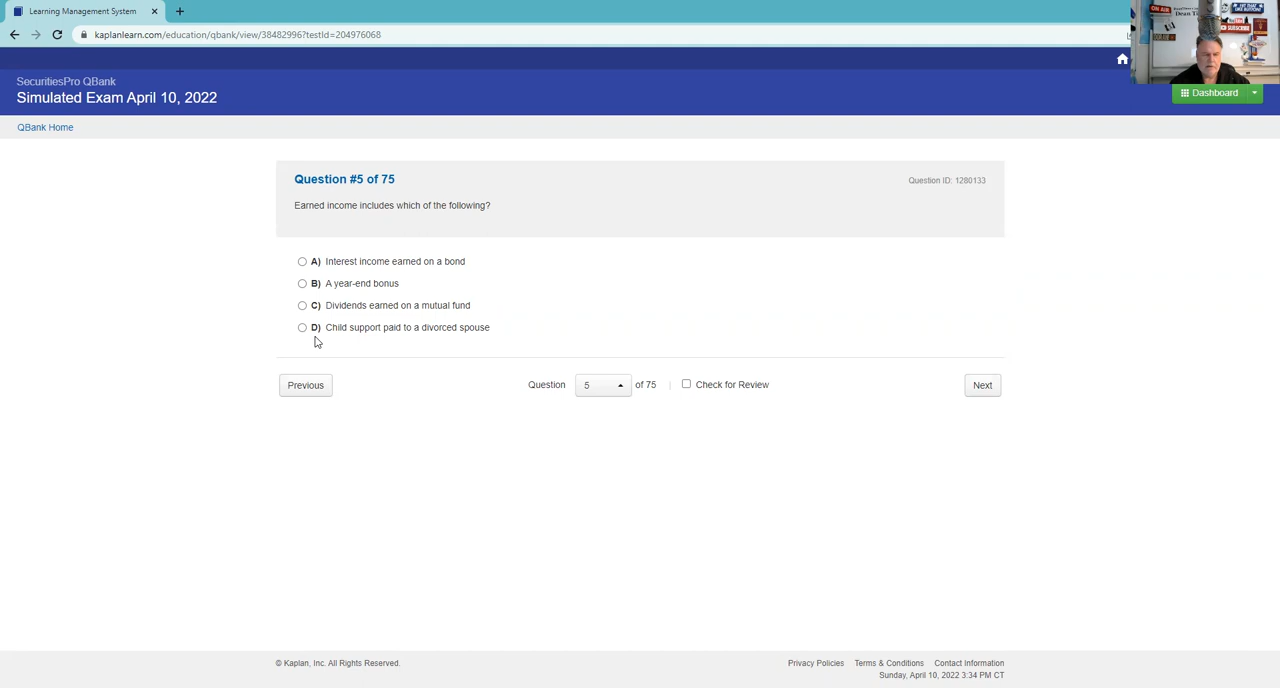 Learning Management System
kaplanlearn.com/education/qbank/view/38482996?testId=204976068
ON AIR
SUBSCRIBE
SecuritiesPro QBank
Simulated Exam April 10, 2022
Dashboard
QBank Home
Question #5 of 75
Question ID: 1280133
Earned income includes which of the following?
A) Interest income earned on a bond
B) A year-end bonus
C) Dividends earned on a mutual fund
D) Child support paid to a divorced spouse
Previous
Question 5 of 75 | Check for Review
Next
© Kaplan, Inc. All Rights Reserved.
Privacy Policies Terms & Conditions Contact Information
Sunday, April 10, 2022 3:34 PM CT